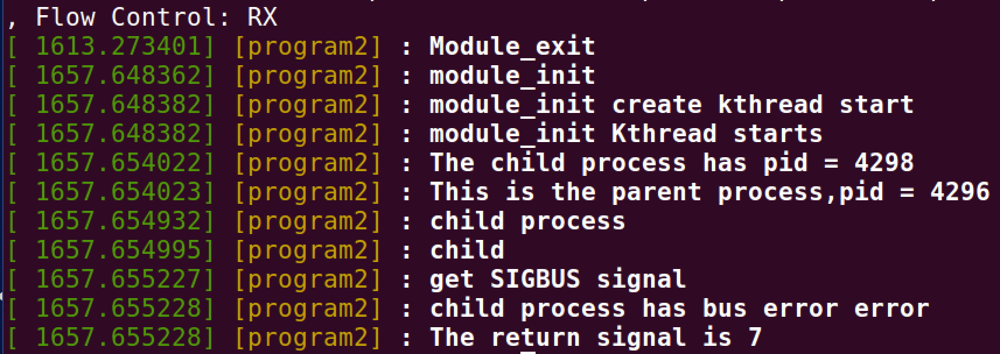 , Flow Control: RX
[ 1613.273401] [program2] : Module_exit
[ 1657.648362] [program2] : module_init
[ 1657.648382] [program2] : module_init create kthread start
[ 1657.648382] [program2] : module_init Kthread starts
[ 1657.654022] [program2] : The child process has pid = 4298
[ 1657.654023] [program2] : This is the parent process,pid = 4296
[ 1657.654932] [program2] : child process
[ 1657.654995] [program2] : child
[ 1657.655227] [program2] : get SIGBUS signal
[ 1657.655228] [program2] : child process has bus error error
[ 1657.655228] [program2] : The return signal is 7